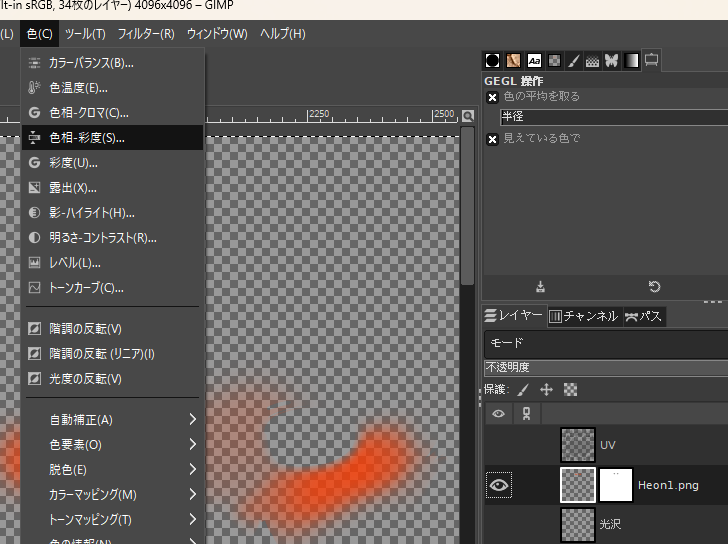 lt-in sRGB, 34枚のレイヤー) 4096x4096 – GIMP
(L) 色(C) ツール(T) フィルター(R) ウィンドウ(W) ヘルプ(H)
カラーバランス(B)...
色温度(E)...
色相-クロマ(C)...
色相-彩度(S)...
彩度(U)...
露出(X)...
影-ハイライト(H)...
明るさ-コントラスト(R)...
レベル(L)...
トーンカーブ(C)...
階調の反転(V)
階調の反転 (リニア)(I)
光度の反転(V)
自動補正(A)
色要素(O)
脱色(E)
カラーマッピング(M)
トーンマッピング(T)
色の情報(N)
2250
2500
Aa
GEGL 操作
色の平均を取る
半径
見えている色で
レイヤー チャンネル パス
モード
不透明度
保護:
UV
Heon1.png
光沢